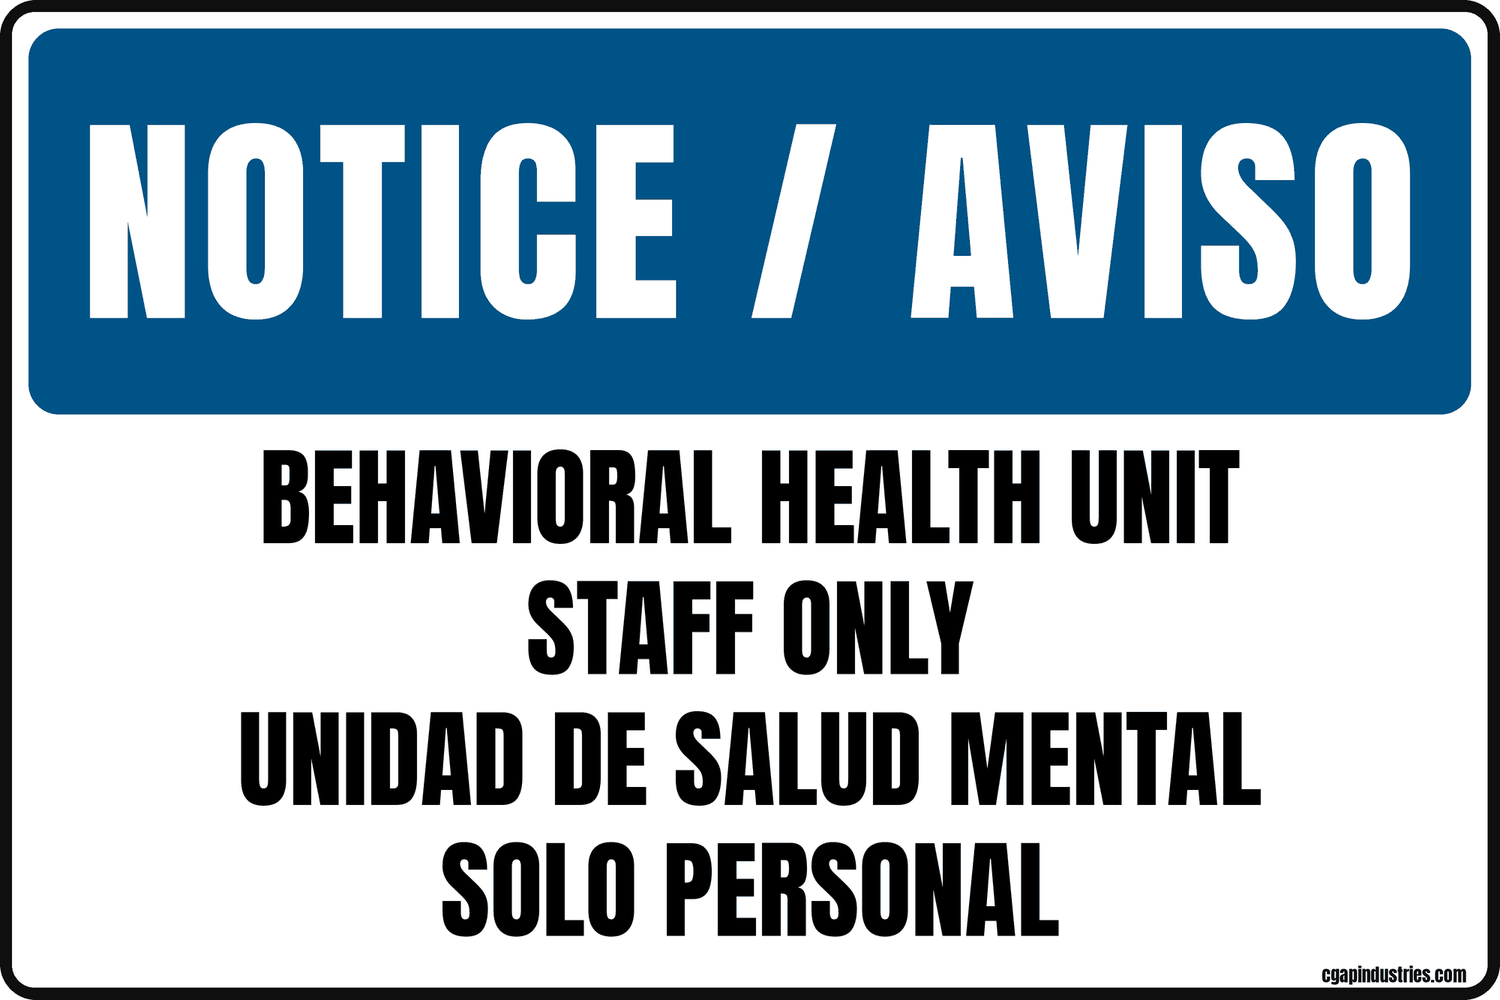 NOTICE / AVISO
BEHAVIORAL HEALTH UNIT
STAFF ONLY
UNIDAD DE SALUD MENTAL
SOLO PERSONAL
cgapindustries.com